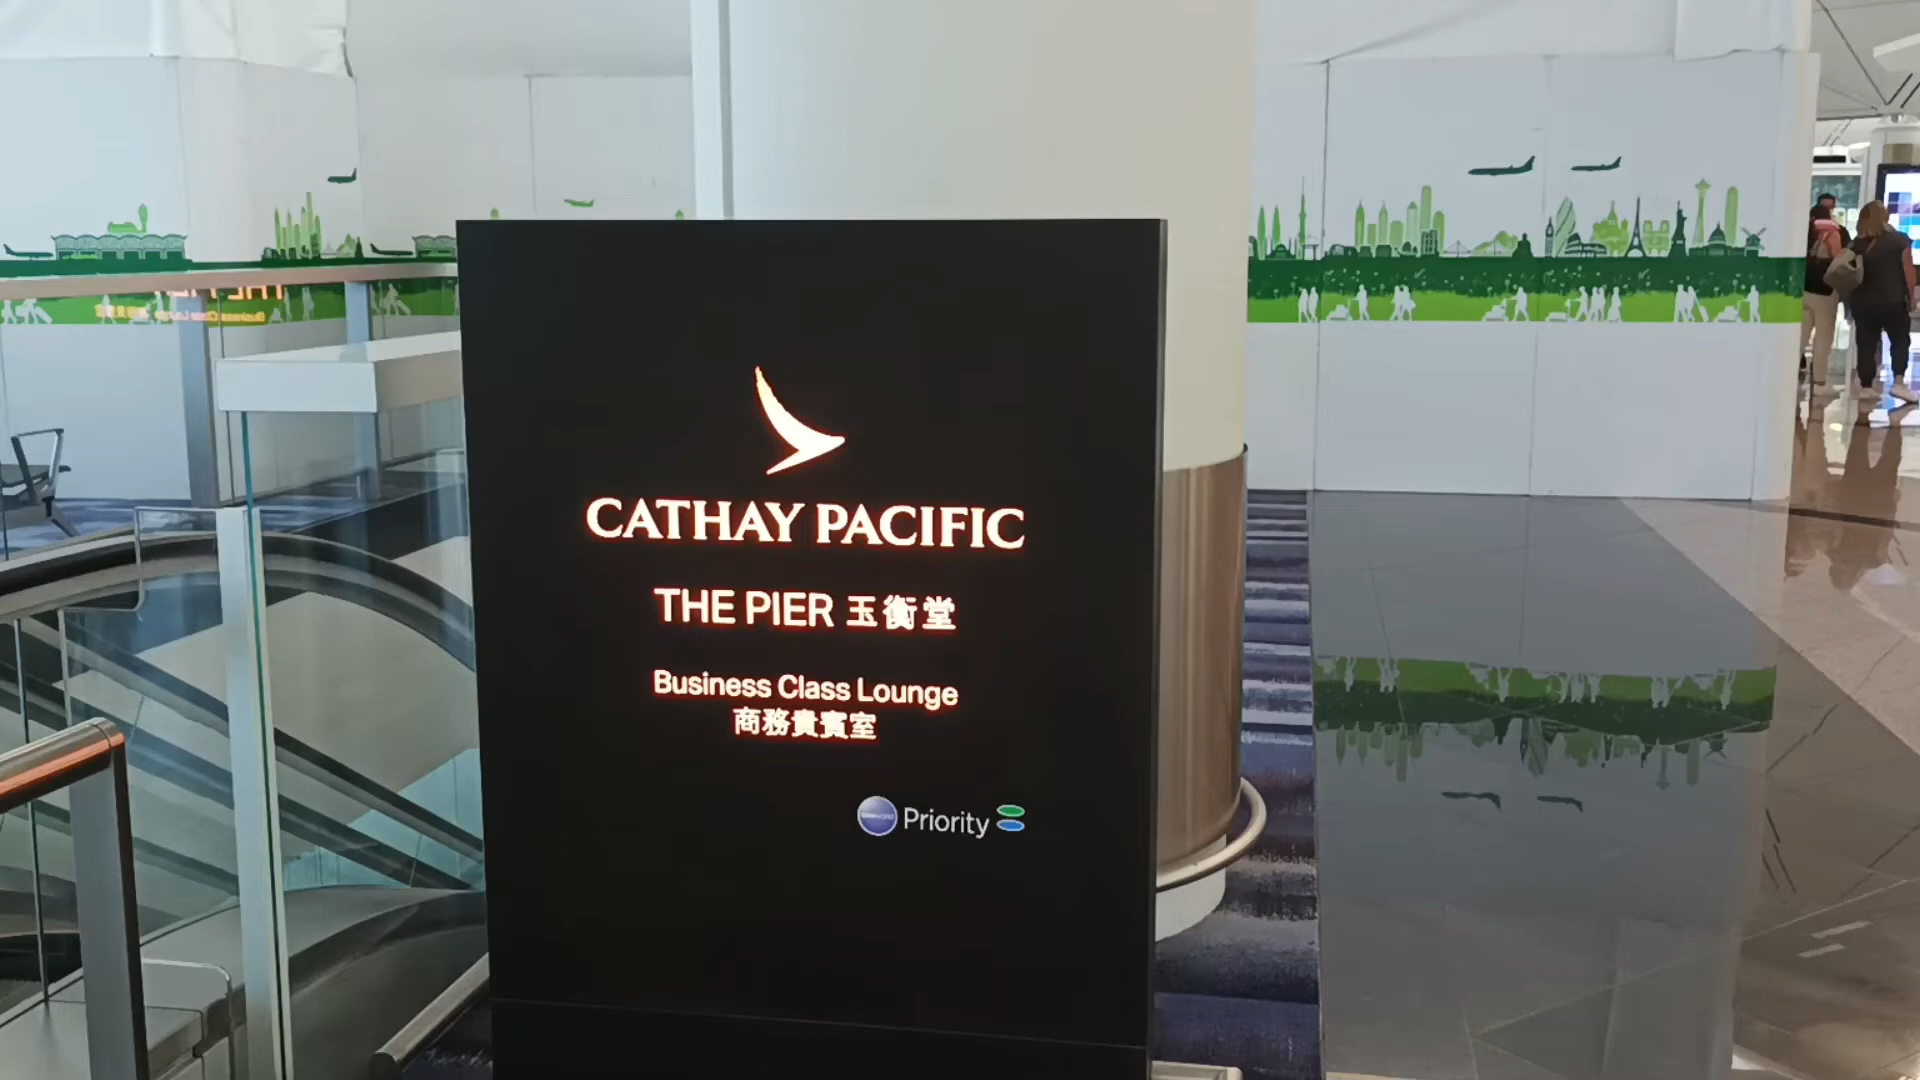 CATHAY PACIFIC
THE PIER 玉衡堂
Business Class Lounge
商務貴賓室
Priority